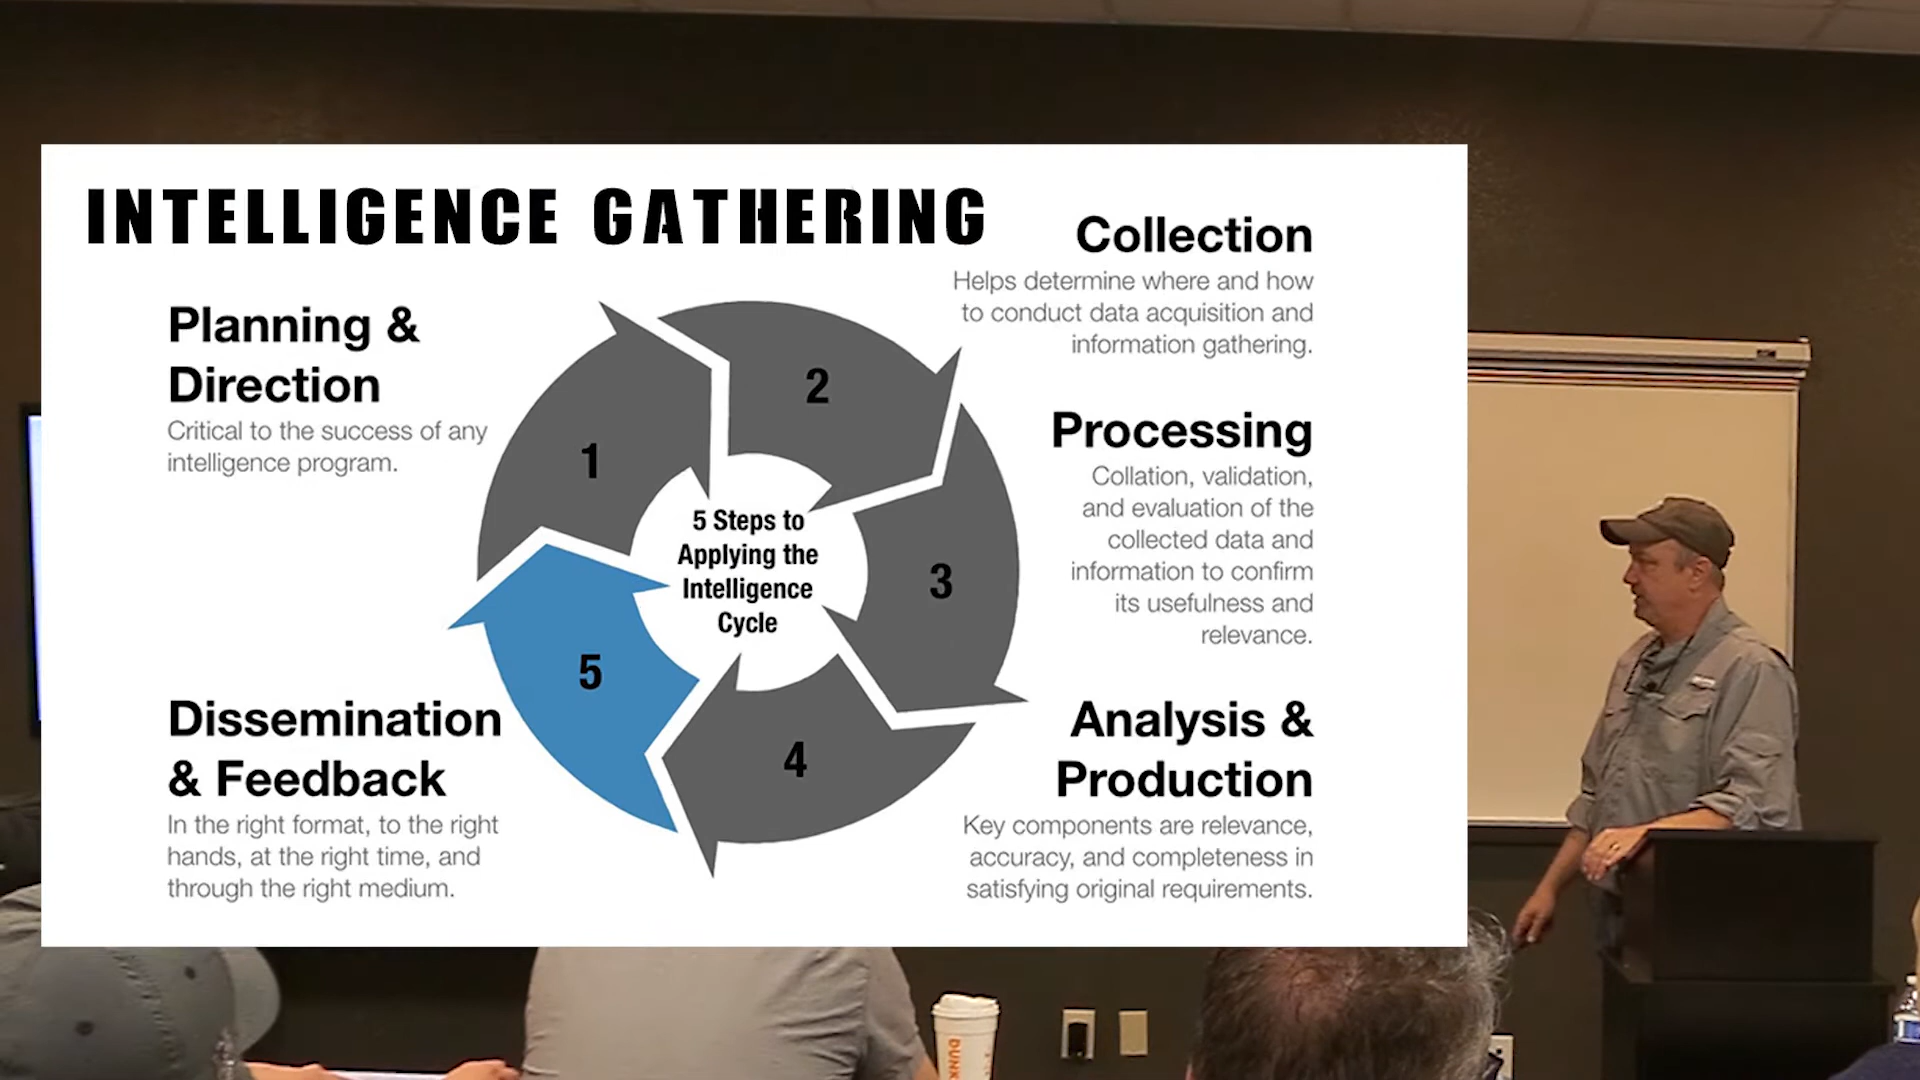 INTELLIGENCE GATHERING
Planning &
Direction
Critical to the success of any
intelligence program.
Collection
Helps determine where and how
to conduct data acquisition and
information gathering.
Processing
Collation, validation,
and evaluation of the
collected data and
information to confirm
its usefulness and
relevance.
Analysis &
Production
Key components are relevance,
accuracy, and completeness in
satisfying original requirements.
Dissemination
& Feedback
In the right format, to the right
hands, at the right time, and
through the right medium.
1
2
3
4
5
5 Steps to
Applying the
Intelligence
Cycle